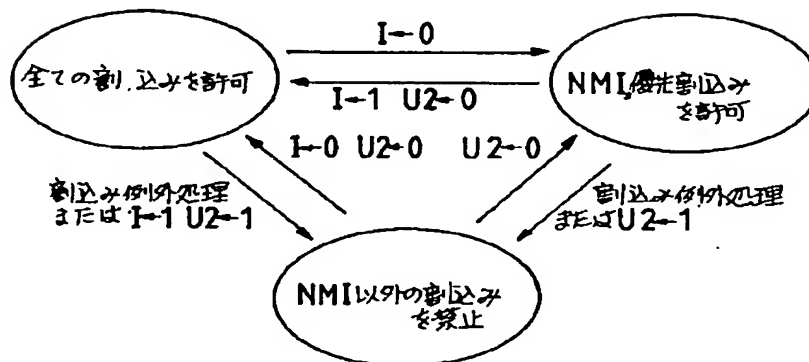 I←0
全ての割込みを許可
NMI,優先割込み
を許可
I←1 U2←0
I←0 U2←0
U2←0
割込み例外処理
または I←1 U2←1
割込み例外処理
またはU2←1
NMI以外の割込み
を禁止